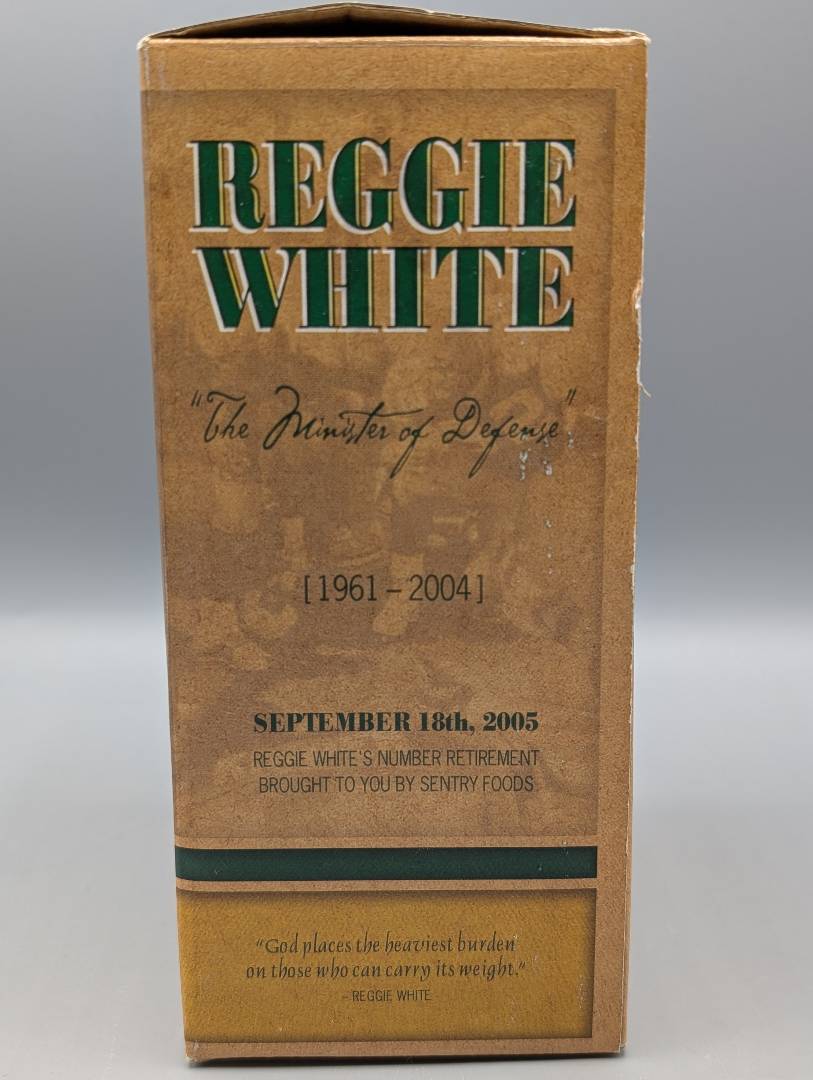 REGGIE
WHITE
"The Minister of Defense"
[1961 – 2004]
SEPTEMBER 18th, 2005
REGGIE WHITE'S NUMBER RETIREMENT
BROUGHT TO YOU BY SENTRY FOODS
"God places the heaviest burden
on those who can carry its weight."
- REGGIE WHITE